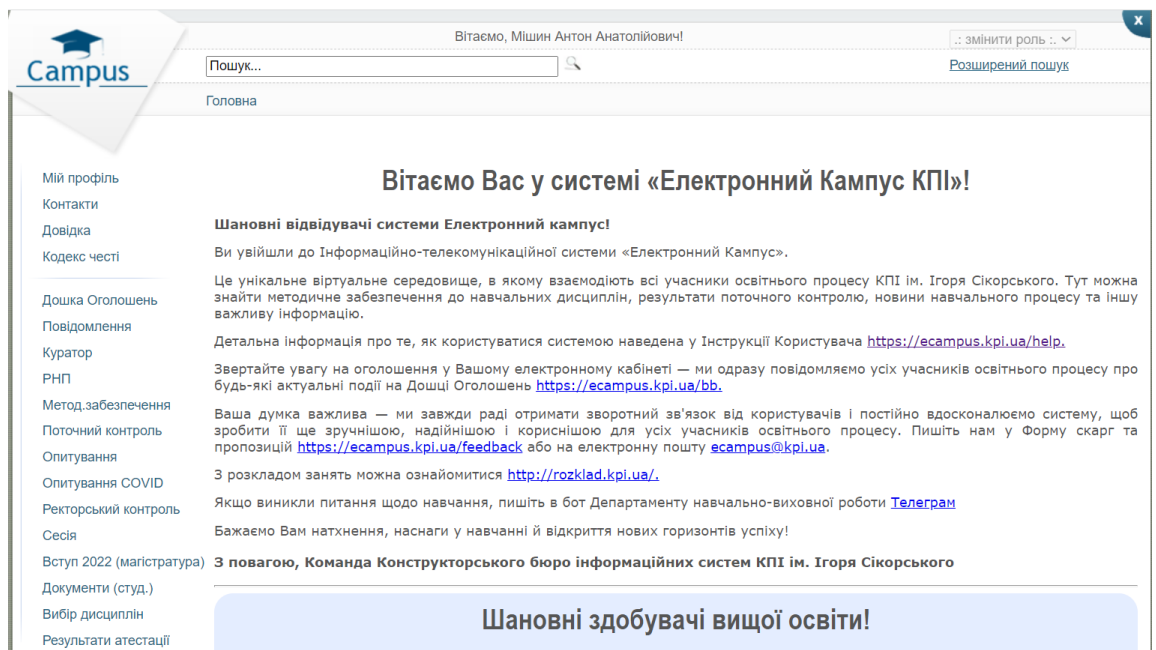 Campus
Вітаємо, Мішин Антон Анатолійович!
.: змінити роль :.
x
Пошук...
Розширений пошук
Головна
Мій профіль
Контакти
Довідка
Кодекс честі
Дошка Оголошень
Повідомлення
Куратор
РНП
Метод.забезпечення
Поточний контроль
Опитування
Опитування COVID
Ректорський контроль
Сесія
Вступ 2022 (магістратура)
Документи (студ.)
Вибір дисциплін
Результати атестації
Вітаємо Вас у системі «Електронний Кампус КПІ»!
Шановні відвідувачі системи Електронний кампус!
Ви увійшли до Інформаційно-телекомунікаційної системи «Електронний Кампус».
Це унікальне віртуальне середовище, в якому взаємодіють всі учасники освітнього процесу КПІ ім. Ігоря Сікорського. Тут можна
знайти методичне забезпечення до навчальних дисциплін, результати поточного контролю, новини навчального процесу та іншу
важливу інформацію.
Детальна інформація про те, як користуватися системою наведена у Інструкції Користувача https://ecampus.kpi.ua/help.
Звертайте увагу на оголошення у Вашому електронному кабінеті — ми одразу повідомляємо усіх учасників освітнього процесу про
будь-які актуальні події на Дошці Оголошень https://ecampus.kpi.ua/bb.
Ваша думка важлива — ми завжди раді отримати зворотний зв'язок від користувачів і постійно вдосконалюємо систему, щоб
зробити її ще зручнішою, надійнішою і кориснішою для усіх учасників освітнього процесу. Пишіть нам у Форму скарг та
пропозицій https://ecampus.kpi.ua/feedback або на електронну пошту ecampus@kpi.ua.
З розкладом занять можна ознайомитися http://rozklad.kpi.ua/.
Якщо виникли питання щодо навчання, пишіть в бот Департаменту навчально-виховної роботи Телеграм
Бажаємо Вам натхнення, наснаги у навчанні й відкриття нових горизонтів успіху!
З повагою, Команда Конструкторського бюро інформаційних систем КПІ ім. Ігоря Сікорського
Шановні здобувачі вищої освіти!